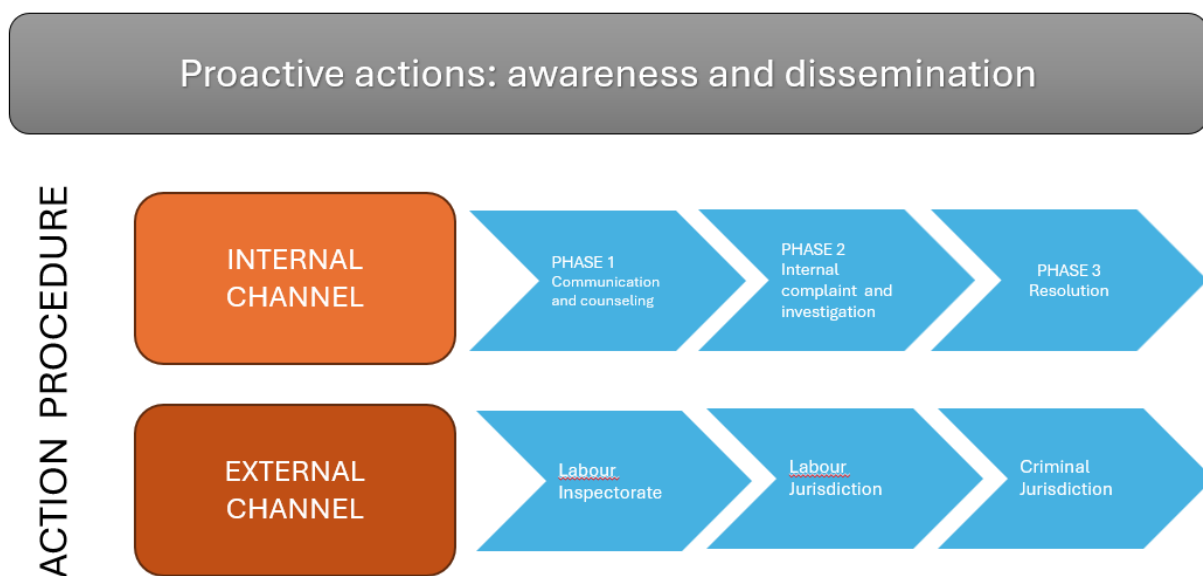 Proactive actions: awareness and dissemination
ACTION PROCEDURE
INTERNAL
CHANNEL
PHASE 1
Communication
and counseling
PHASE 2
Internal
complaint and
investigation
PHASE 3
Resolution
EXTERNAL
CHANNEL
Labour
Inspectorate
Labour
Jurisdiction
Criminal
Jurisdiction